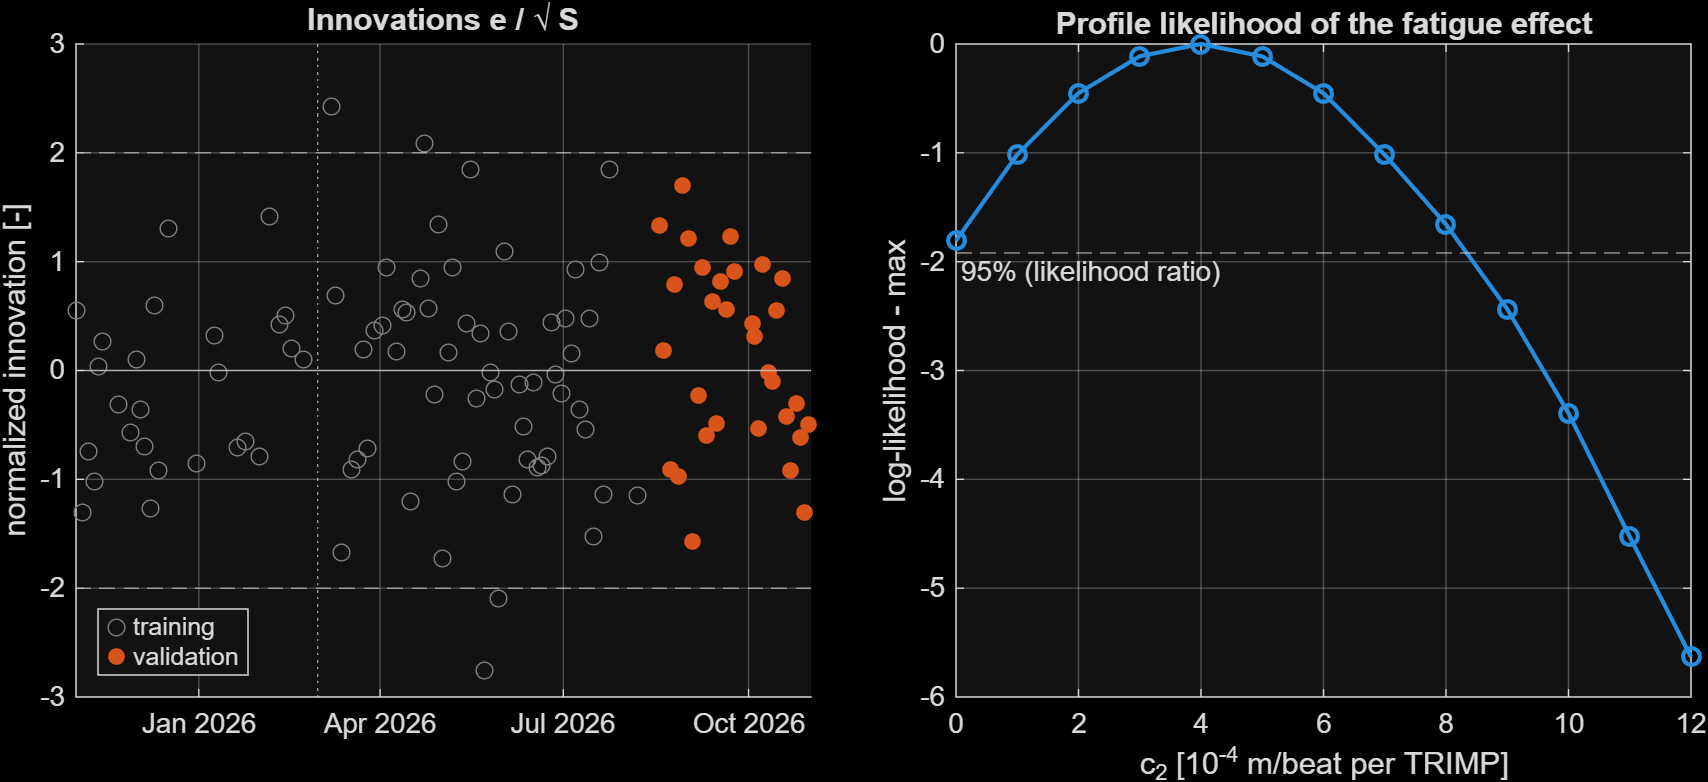 Innovations e / √ S
normalized innovation [-]
3
2
1
0
-1
-2
-3
training
validation
Jan 2026
Apr 2026
Jul 2026
Oct 2026
Profile likelihood of the fatigue effect
log-likelihood - max
0
-1
-2
-3
-4
-5
-6
95% (likelihood ratio)
0
2
4
6
8
10
12
c₂ [10⁻⁴ m/beat per TRIMP]